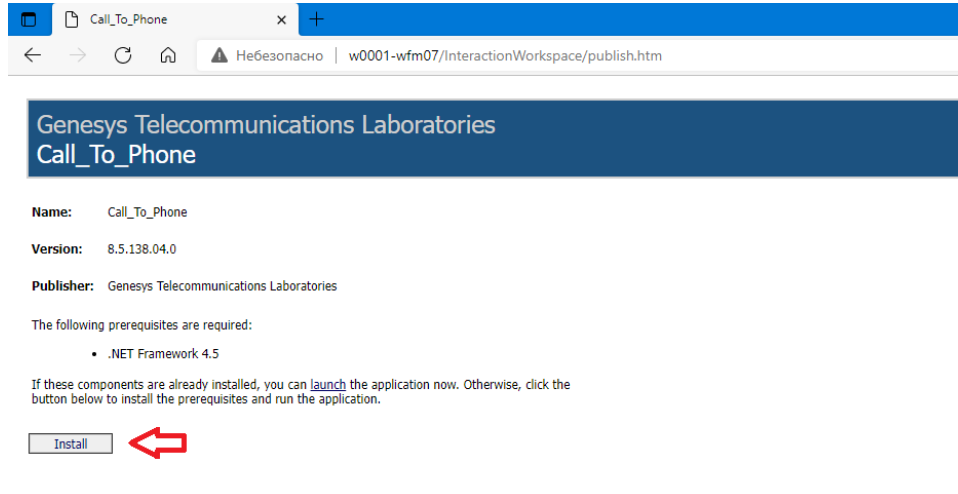 Call_To_Phone
Небезопасно | w0001-wfm07/InteractionWorkspace/publish.htm
Genesys Telecommunications Laboratories
Call_To_Phone
Name: Call_To_Phone
Version: 8.5.138.04.0
Publisher: Genesys Telecommunications Laboratories
The following prerequisites are required:
• .NET Framework 4.5
If these components are already installed, you can launch the application now. Otherwise, click the
button below to install the prerequisites and run the application.
Install